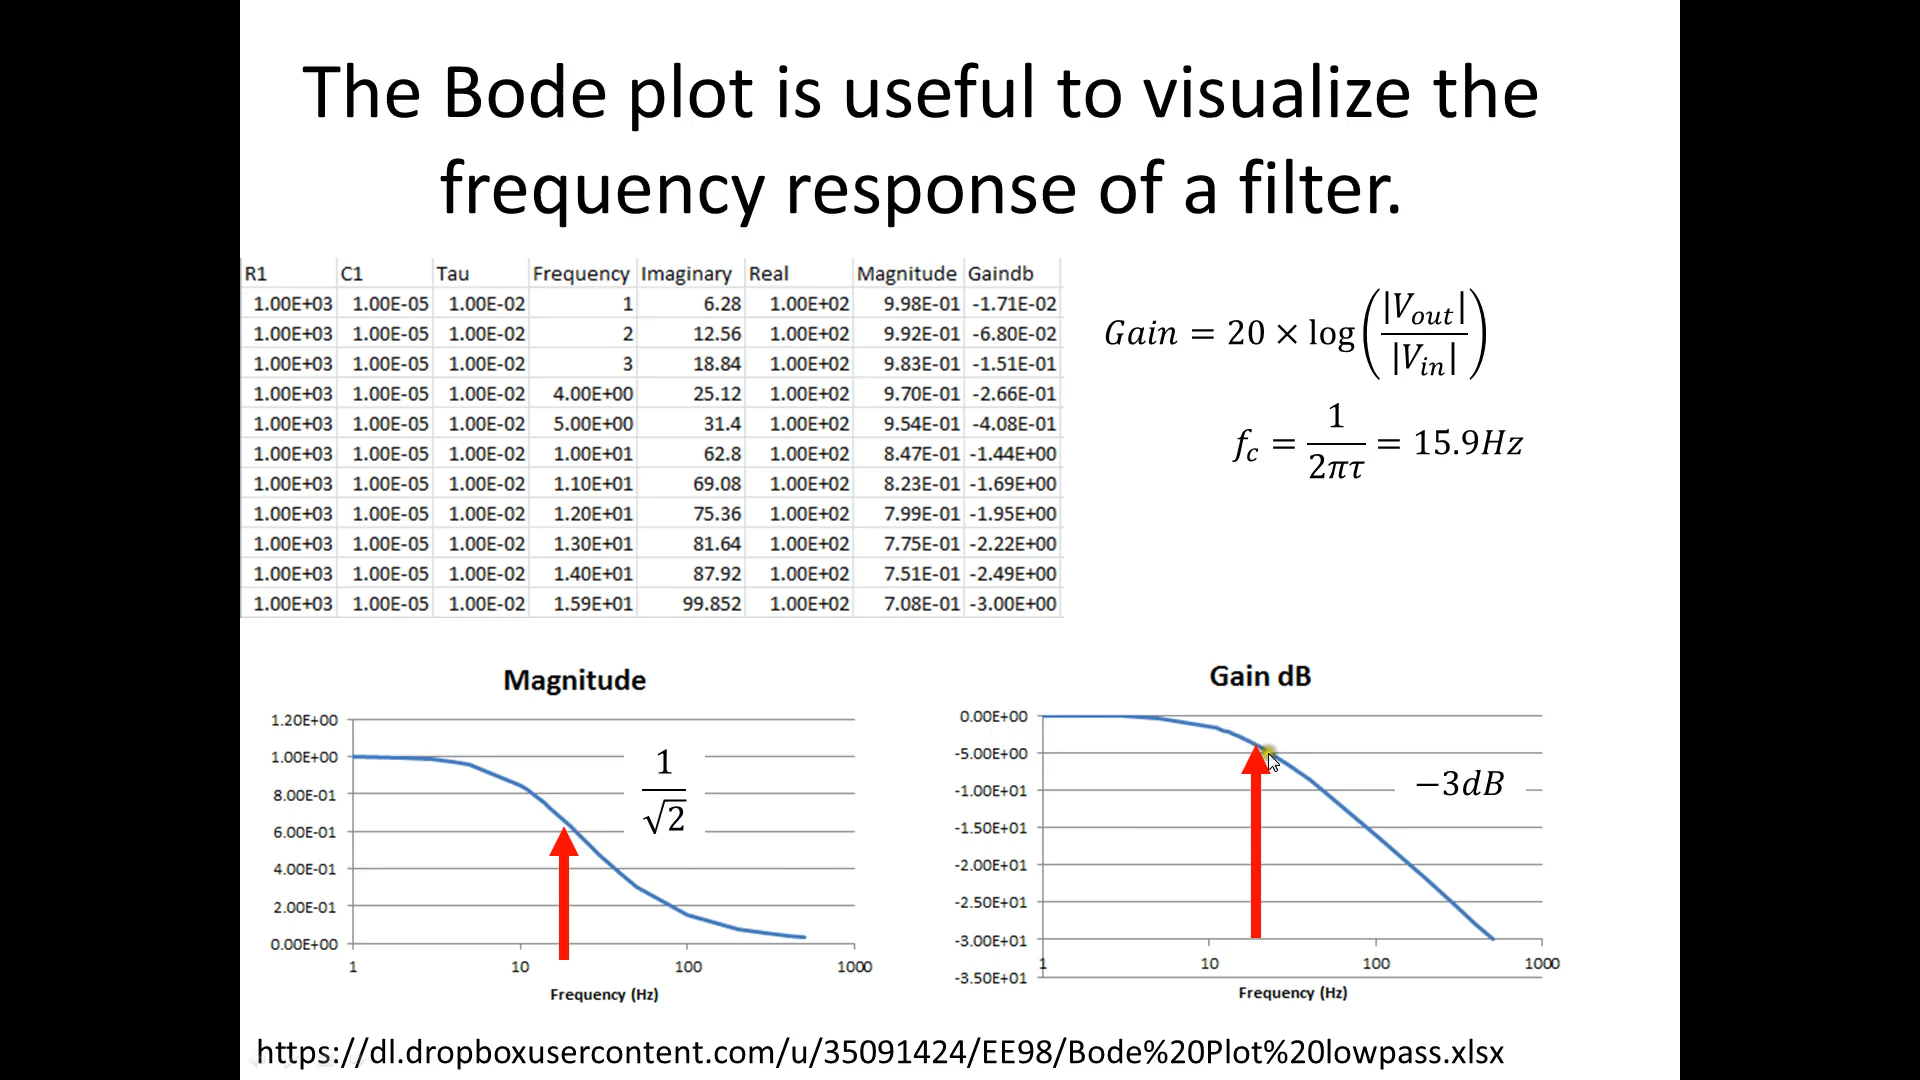 The Bode plot is useful to visualize the
frequency response of a filter.
R1 C1 Tau Frequency Imaginary Real Magnitude Gaindb
1.00E+03 1.00E-05 1.00E-02 1 6.28 1.00E+02 9.98E-01 -1.71E-02
1.00E+03 1.00E-05 1.00E-02 2 12.56 1.00E+02 9.92E-01 -6.80E-02
1.00E+03 1.00E-05 1.00E-02 3 18.84 1.00E+02 9.83E-01 -1.51E-01
1.00E+03 1.00E-05 1.00E-02 4.00E+00 25.12 1.00E+02 9.70E-01 -2.66E-01
1.00E+03 1.00E-05 1.00E-02 5.00E+00 31.4 1.00E+02 9.54E-01 -4.08E-01
1.00E+03 1.00E-05 1.00E-02 1.00E+01 62.8 1.00E+02 8.47E-01 -1.44E+00
1.00E+03 1.00E-05 1.00E-02 1.10E+01 69.08 1.00E+02 8.23E-01 -1.69E+00
1.00E+03 1.00E-05 1.00E-02 1.20E+01 75.36 1.00E+02 7.99E-01 -1.95E+00
1.00E+03 1.00E-05 1.00E-02 1.30E+01 81.64 1.00E+02 7.75E-01 -2.22E+00
1.00E+03 1.00E-05 1.00E-02 1.40E+01 87.92 1.00E+02 7.51E-01 -2.49E+00
1.00E+03 1.00E-05 1.00E-02 1.59E+01 99.852 1.00E+02 7.08E-01 -3.00E+00
Gain = 20 × log(|V_out| / |V_in|)
f_c = 1 / 2πτ = 15.9Hz
Magnitude
1.20E+00
1.00E+00
8.00E-01
6.00E-01
4.00E-01
2.00E-01
0.00E+00
1 10 100 1000
Frequency (Hz)
1 / √2
Gain dB
0.00E+00
-5.00E+00
-1.00E+01
-1.50E+01
-2.00E+01
-2.50E+01
-3.00E+01
-3.50E+01
1 10 100 1000
Frequency (Hz)
−3dB
https://dl.dropboxusercontent.com/u/35091424/EE98/Bode%20Plot%20lowpass.xlsx